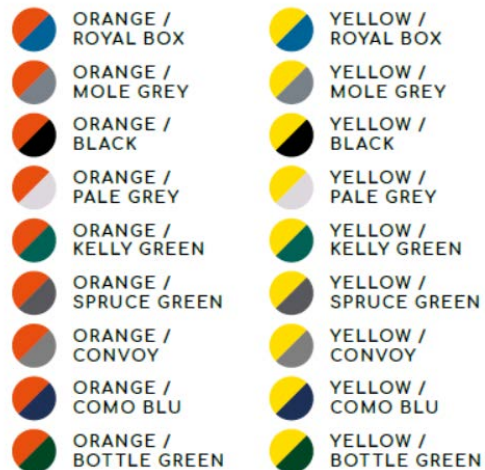 ORANGE /
ROYAL BOX
ORANGE /
MOLE GREY
ORANGE /
BLACK
ORANGE /
PALE GREY
ORANGE /
KELLY GREEN
ORANGE /
SPRUCE GREEN
ORANGE /
CONVOY
ORANGE /
COMO BLU
ORANGE /
BOTTLE GREEN
YELLOW /
ROYAL BOX
YELLOW /
MOLE GREY
YELLOW /
BLACK
YELLOW /
PALE GREY
YELLOW /
KELLY GREEN
YELLOW /
SPRUCE GREEN
YELLOW /
CONVOY
YELLOW /
COMO BLU
YELLOW /
BOTTLE GREEN